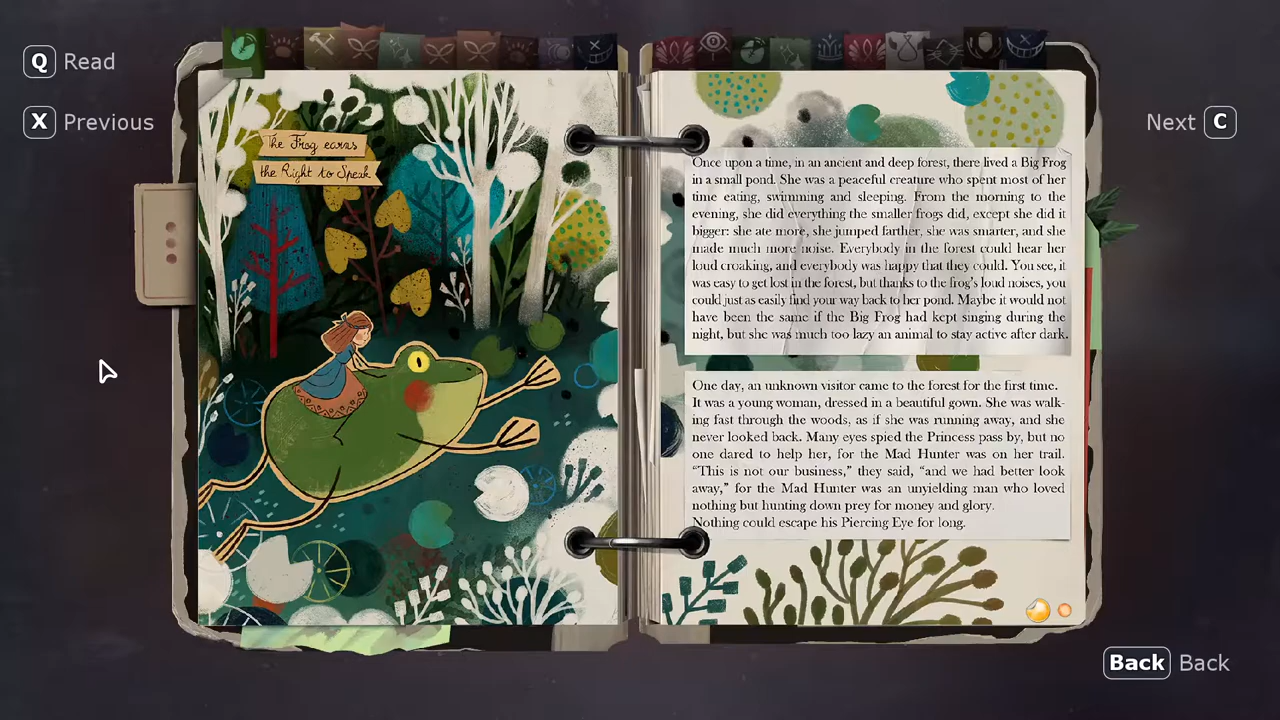 Q Read
X Previous
Next C
The Frog earns
the Right to Speak
Once upon a time, in an ancient and deep forest, there lived a Big Frog
in a small pond. She was a peaceful creature who spent most of her
time eating, swimming and sleeping. From the morning to the
evening, she did everything the smaller frogs did, except she did it
bigger: she ate more, she jumped farther, she was smarter, and she
made much more noise. Everybody in the forest could hear her
loud croaking, and everybody was happy that they could. You see, it
was easy to get lost in the forest, but thanks to the frog's loud noises, you
could just as easily find your way back to her pond. Maybe it would not
have been the same if the Big Frog had kept singing during the
night, but she was much too lazy an animal to stay active after dark.
One day, an unknown visitor came to the forest for the first time.
It was a young woman, dressed in a beautiful gown. She was walk-
ing fast through the woods, as if she was running away, and she
never looked back. Many eyes spied the Princess pass by, but no
one dared to help her, for the Mad Hunter was on her trail.
“This is not our business,” they said, “and we had better look
away,” for the Mad Hunter was an unyielding man who loved
nothing but hunting down prey for money and glory.
Nothing could escape his Piercing Eye for long.
Back Back